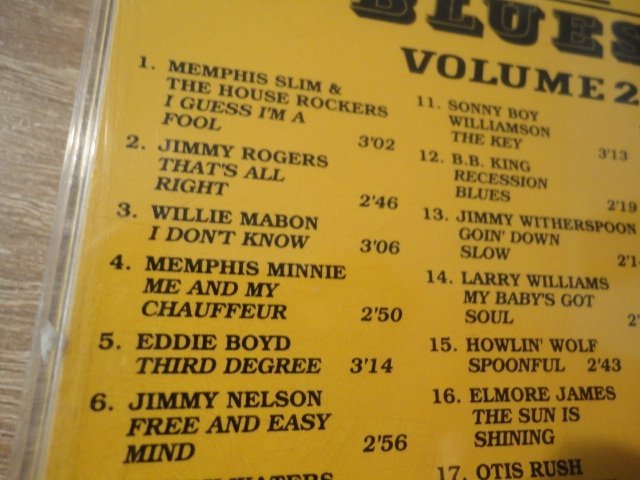 BLUES
VOLUME 2
1. MEMPHIS SLIM &
THE HOUSE ROCKERS
I GUESS I'M A
FOOL 3'02
2. JIMMY ROGERS
THAT'S ALL
RIGHT 2'46
3. WILLIE MABON
I DON'T KNOW 3'06
4. MEMPHIS MINNIE
ME AND MY
CHAUFFEUR 2'50
5. EDDIE BOYD
THIRD DEGREE 3'14
6. JIMMY NELSON
FREE AND EASY
MIND 2'56
WATERS
11. SONNY BOY
WILLIAMSON
THE KEY 3'13
12. B.B. KING
RECESSION
BLUES 2'19
13. JIMMY WITHERSPOON
GOIN' DOWN
SLOW
14. LARRY WILLIAMS
MY BABY'S GOT
SOUL
15. HOWLIN' WOLF
SPOONFUL 2'43
16. ELMORE JAMES
THE SUN IS
SHINING
17. OTIS RUSH